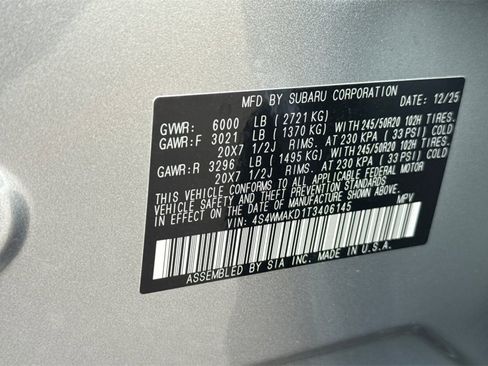 MFD BY SUBARU CORPORATION DATE: 12/25
GVWR: 6000 LB ( 2721 KG)
GAWR:F 3021 LB ( 1370 KG) WITH 245/50R20 102H TIRES.
20X7 1/2J RIMS. AT 230 KPA ( 33 PSI) COLD
GAWR:R 3296 LB ( 1495 KG) WITH 245/50R20 102H TIRES.
20X7 1/2J RIMS. AT 230 KPA ( 33 PSI) COLD
THIS VEHICLE CONFORMS TO ALL APPLICABLE FEDERAL MOTOR
VEHICLE SAFETY AND THEFT PREVENTION STANDARDS
IN EFFECT ON THE DATE OF MANUFACTURE SHOWN ABOVE.
VIN: 4S4WMAKD1T3406145 MPV
ASSEMBLED BY SIA INC. MADE IN U.S.A.